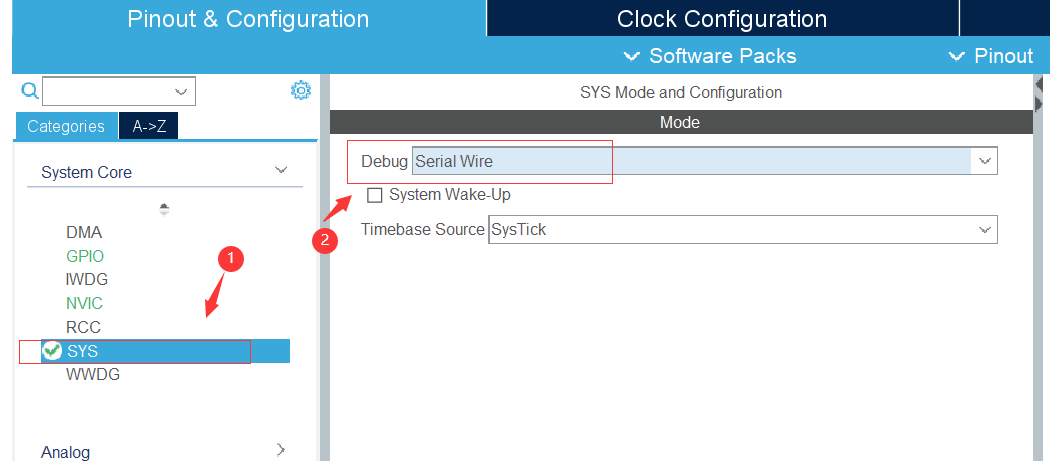 Pinout & Configuration
Clock Configuration
Software Packs
Pinout
SYS Mode and Configuration
Categories
A->Z
Mode
System Core
Debug Serial Wire
System Wake-Up
Timebase Source SysTick
2
1
DMA
GPIO
IWDG
NVIC
RCC
SYS
WWDG
Analog